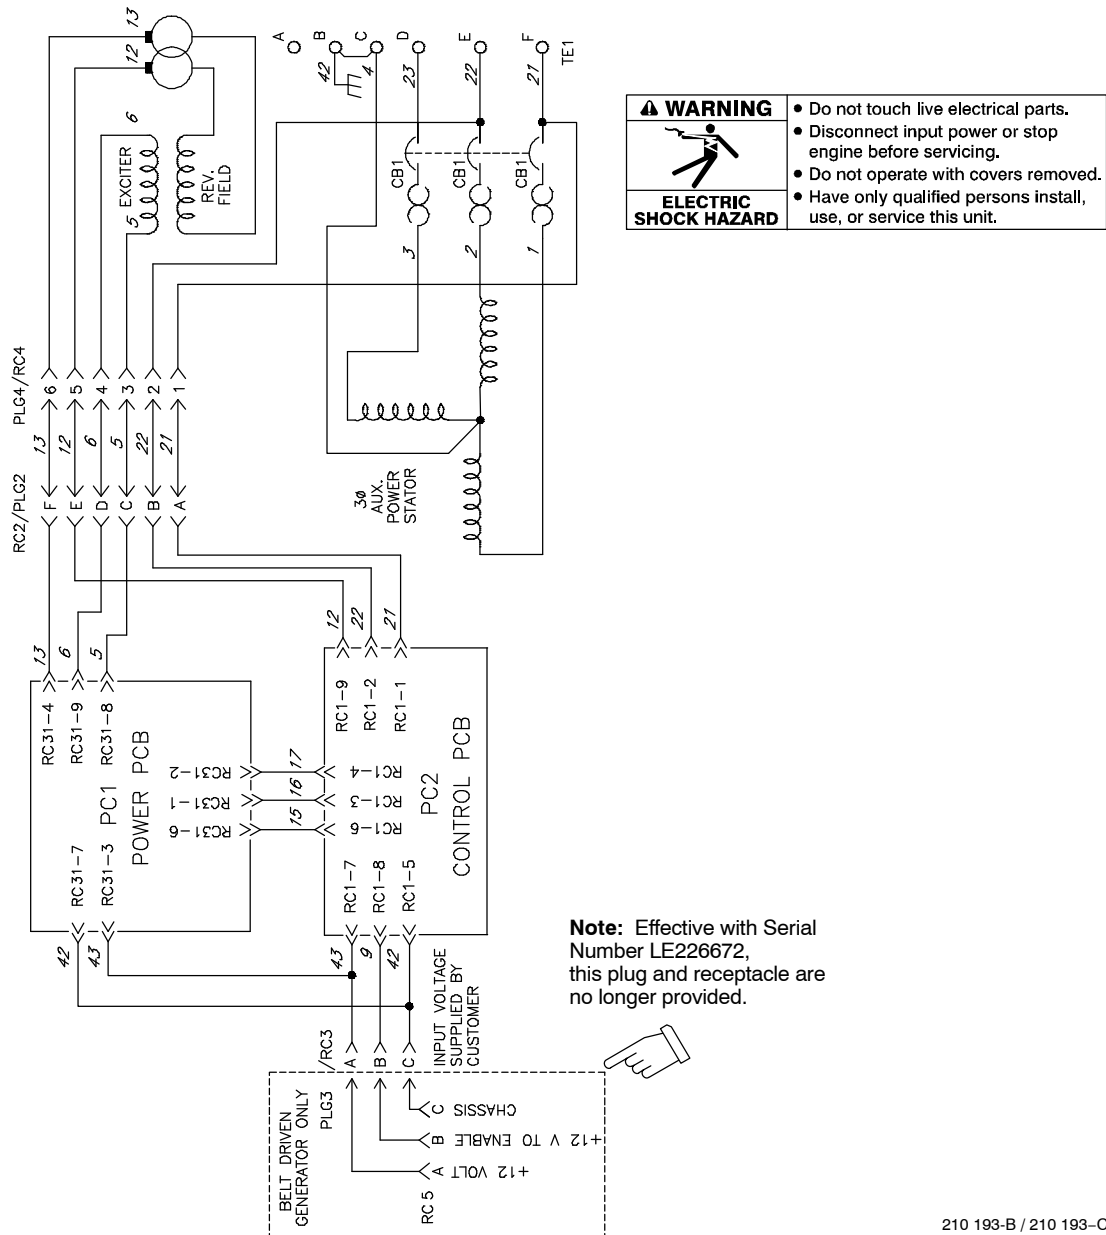 13
12
6
5
EXCITER
REV.
FIELD
A
B
C
D
E
F
TE1
42
4
23
22
21
CB1
CB1
CB1
3
2
1
WARNING
ELECTRIC
SHOCK HAZARD
• Do not touch live electrical parts.
• Disconnect input power or stop
engine before servicing.
• Do not operate with covers removed.
• Have only qualified persons install,
use, or service this unit.
PLG4/RC4
6
5
4
3
2
1
13
12
6
5
22
21
RC2/PLG2
F
E
D
C
B
A
3Ø
AUX.
POWER
STATOR
13
6
5
12
22
21
RC31-4
RC31-9
RC31-8
PC1
POWER PCB
RC31-2
RC31-1
RC31-6
RC31-7
RC31-3
17
16
15
RC1-9
RC1-2
RC1-1
RC1-4
RC1-3
RC1-6
PC2
CONTROL PCB
RC1-7
RC1-8
RC1-5
42
43
43
9
42
INPUT VOLTAGE
SUPPLIED BY
CUSTOMER
Note: Effective with Serial
Number LE226672,
this plug and receptacle are
no longer provided.
/RC3
A
B
C
PLG3
BELT DRIVEN
GENERATOR ONLY
C CHASSIS
B +12 V TO ENABLE
A +12 VOLT
RC5
210 193-B / 210 193-C